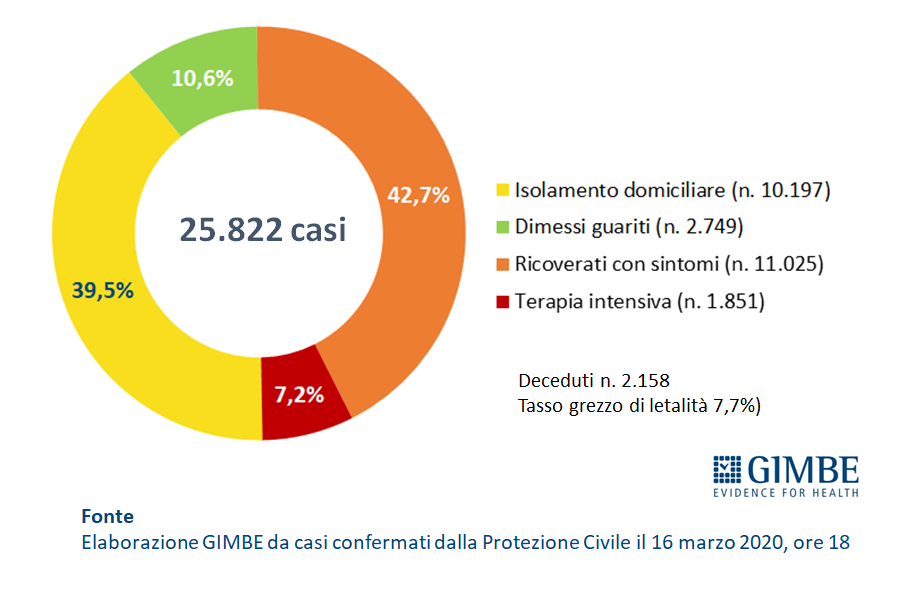 10,6%
42,7%
25.822 casi
39,5%
7,2%
Isolamento domiciliare (n. 10.197)
Dimessi guariti (n. 2.749)
Ricoverati con sintomi (n. 11.025)
Terapia intensiva (n. 1.851)
Deceduti n. 2.158
Tasso grezzo di letalità 7,7%)
GIMBE
EVIDENCE FOR HEALTH
Fonte
Elaborazione GIMBE da casi confermati dalla Protezione Civile il 16 marzo 2020, ore 18